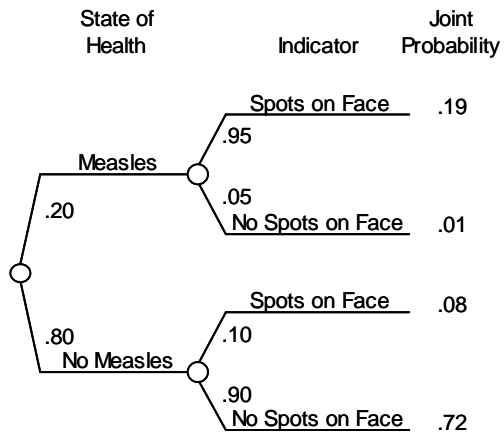 State of Health
Indicator
Joint Probability
Spots on Face .19
.95
Measles
.05
.20
No Spots on Face .01
Spots on Face .08
.80
No Measles
.10
.90
No Spots on Face .72